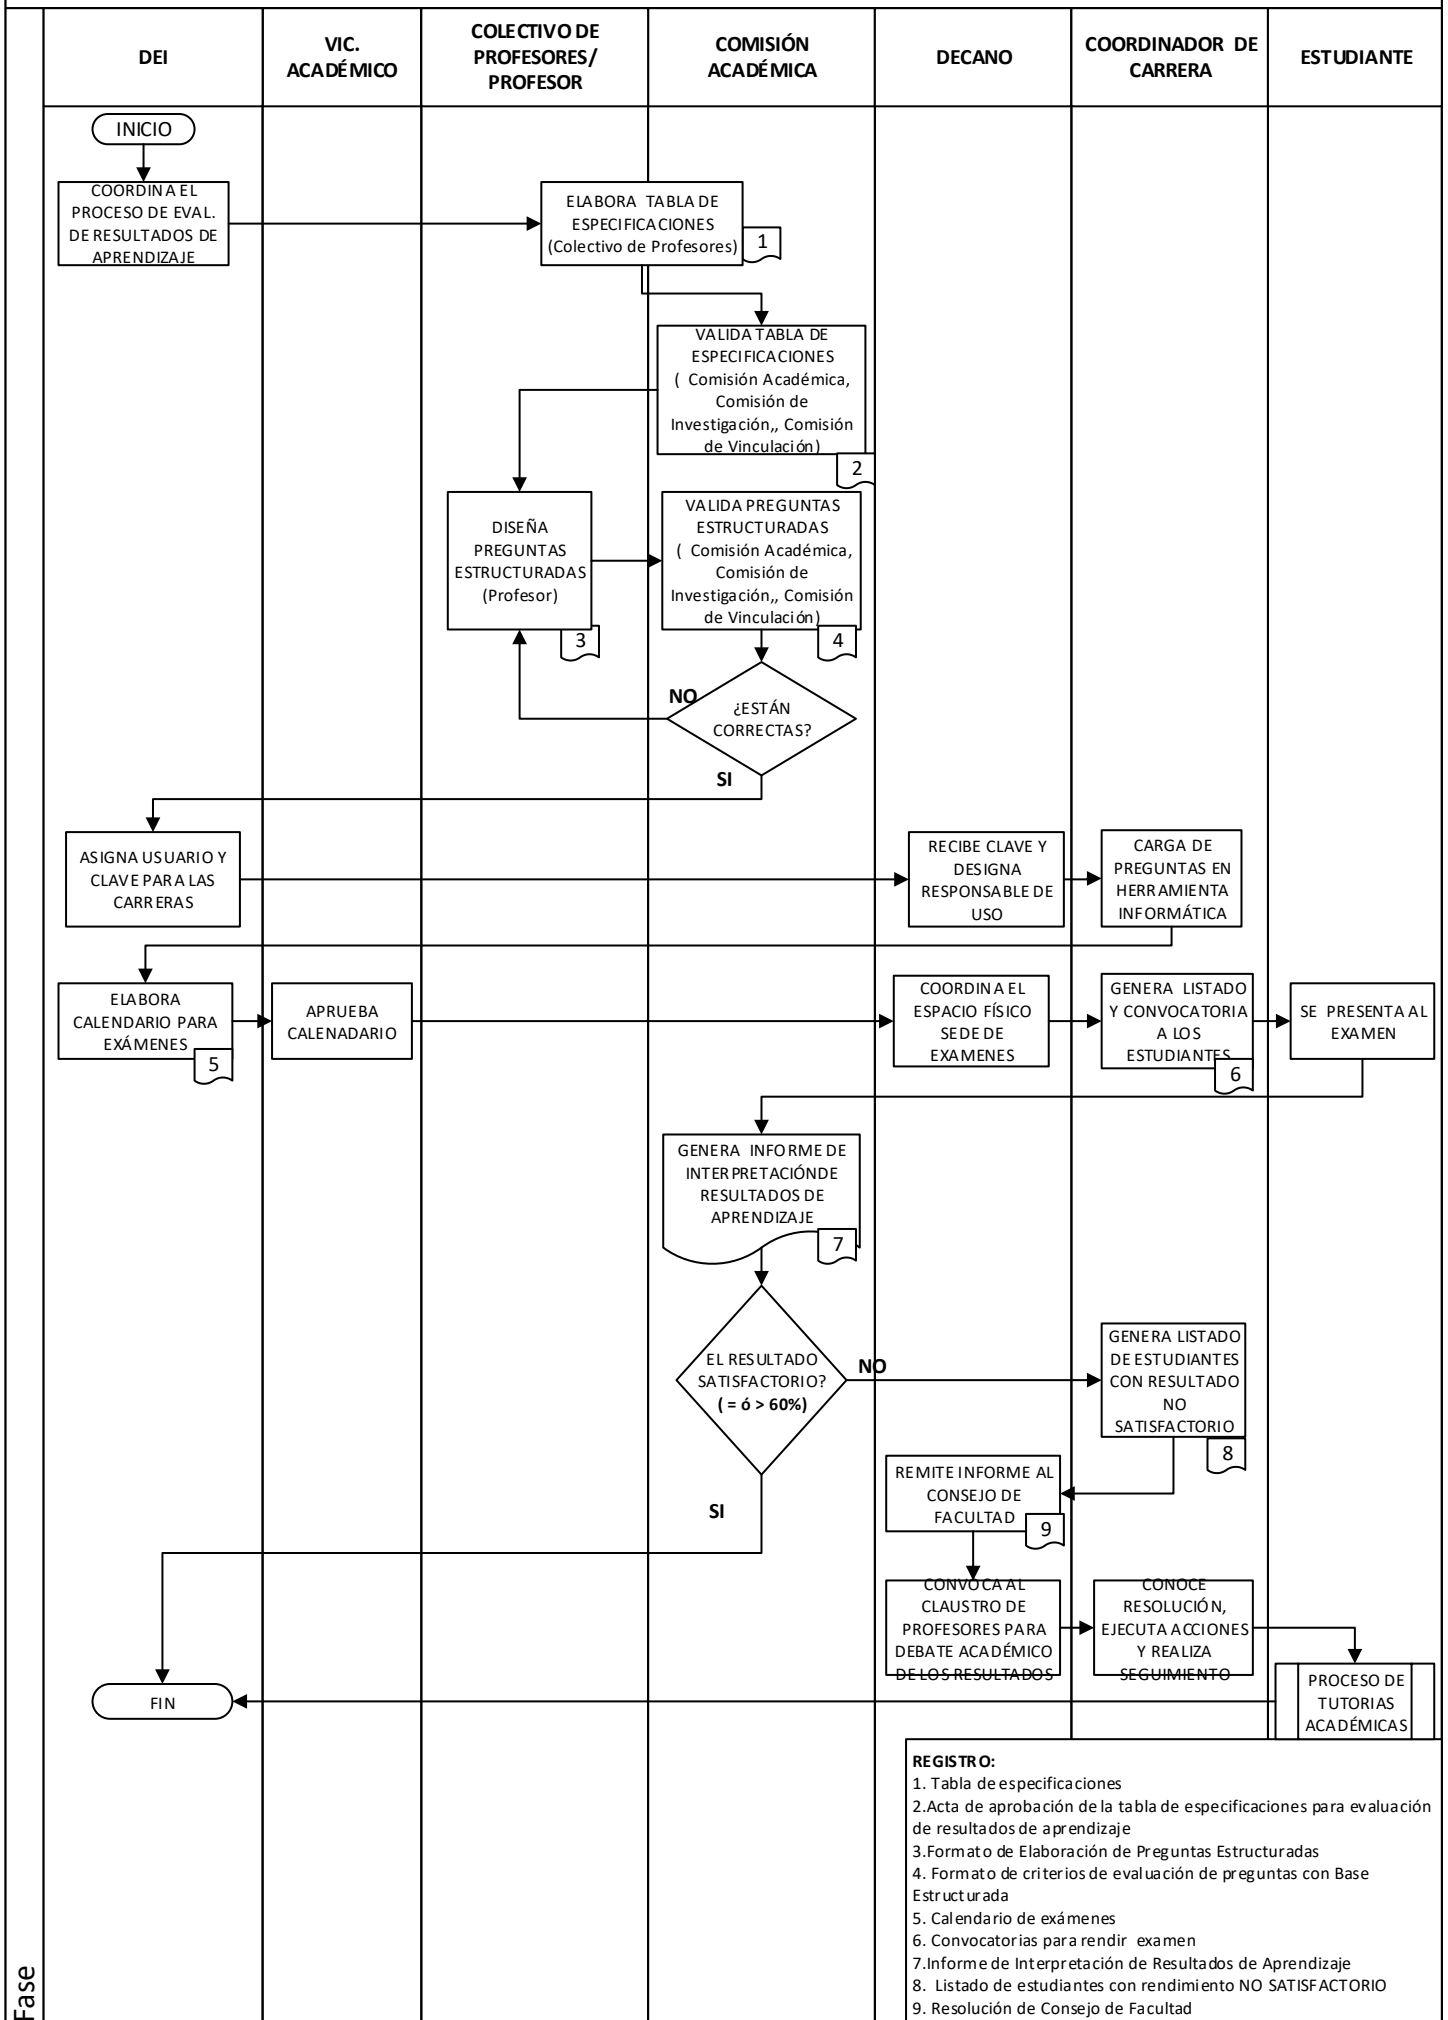 DEI
VIC.
ACADÉMICO
COLECTIVO DE
PROFESORES/
PROFESOR
COMISIÓN
ACADÉMICA
DECANO
COORDINADOR DE
CARRERA
ESTUDIANTE
INICIO
COORDINA EL
PROCESO DE EVAL.
DE RESULTADOS DE
APRENDIZAJE
ELABORA TABLA DE
ESPECIFICACIONES
(Colectivo de Profesores)
1
VALIDA TABLA DE
ESPECIFICACIONES
( Comisión Académica,
Comisión de
Investigación,, Comisión
de Vinculación)
2
DISEÑA
PREGUNTAS
ESTRUCTURADAS
(Profesor)
3
VALIDA PREGUNTAS
ESTRUCTURADAS
( Comisión Académica,
Comisión de
Investigación,, Comisión
de Vinculación)
4
NO
¿ESTÁN
CORRECTAS?
SI
ASIGNA USUARIO Y
CLAVE PARA LAS
CARRERAS
RECIBE CLAVE Y
DESIGNA
RESPONSABLE DE
USO
CARGA DE
PREGUNTAS EN
HERRAMIENTA
INFORMÁTICA
ELABORA
CALENDARIO PARA
EXÁMENES
5
APRUEBA
CALENADARIO
COORDINA EL
ESPACIO FÍSICO
SEDE DE
EXAMENES
GENERA LISTADO
Y CONVOCATORIA
A LOS
ESTUDIANTES
6
SE PRESENTA AL
EXAMEN
GENERA INFORME DE
INTERPRETACIÓNDE
RESULTADOS DE
APRENDIZAJE
7
EL RESULTADO
SATISFACTORIO?
( = ó > 60%)
NO
SI
GENERA LISTADO
DE ESTUDIANTES
CON RESULTADO
NO
SATISFACTORIO
8
REMITE INFORME AL
CONSEJO DE
FACULTAD
9
CONVOCA AL
CLAUSTRO DE
PROFESORES PARA
DEBATE ACADÉMICO
DE LOS RESULTADOS
CONOCE
RESOLUCIÓN,
EJECUTA ACCIONES
Y REALIZA
SEGUIMIENTO
PROCESO DE
TUTORIAS
ACADÉMICAS
FIN
REGISTRO:
1. Tabla de especificaciones
2.Acta de aprobación de la tabla de especificaciones para evaluación
de resultados de aprendizaje
3.Formato de Elaboración de Preguntas Estructuradas
4. Formato de criterios de evaluación de preguntas con Base
Estructurada
5. Calendario de exámenes
6. Convocatorias para rendir examen
7.Informe de Interpretación de Resultados de Aprendizaje
8. Listado de estudiantes con rendimiento NO SATISFACTORIO
9. Resolución de Consejo de Facultad
Fase